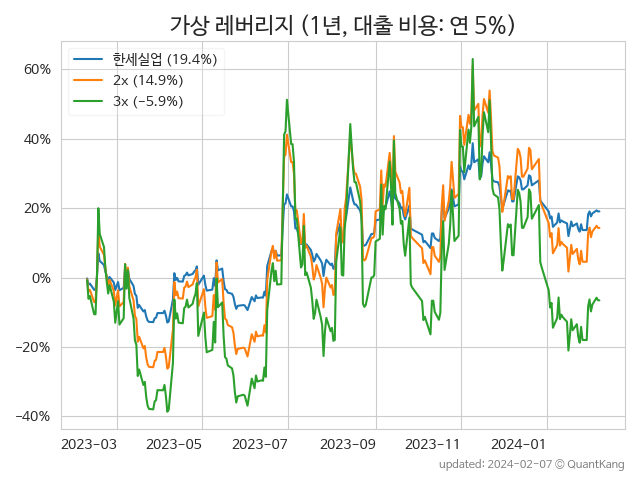 가상 레버리지 (1년, 대출 비용: 연 5%)
한세실업 (19.4%)
2x (14.9%)
3x (−5.9%)
60%
40%
20%
0%
−20%
−40%
2023-03 2023-05 2023-07 2023-09 2023-11 2024-01
updated: 2024-02-07 © QuantKang